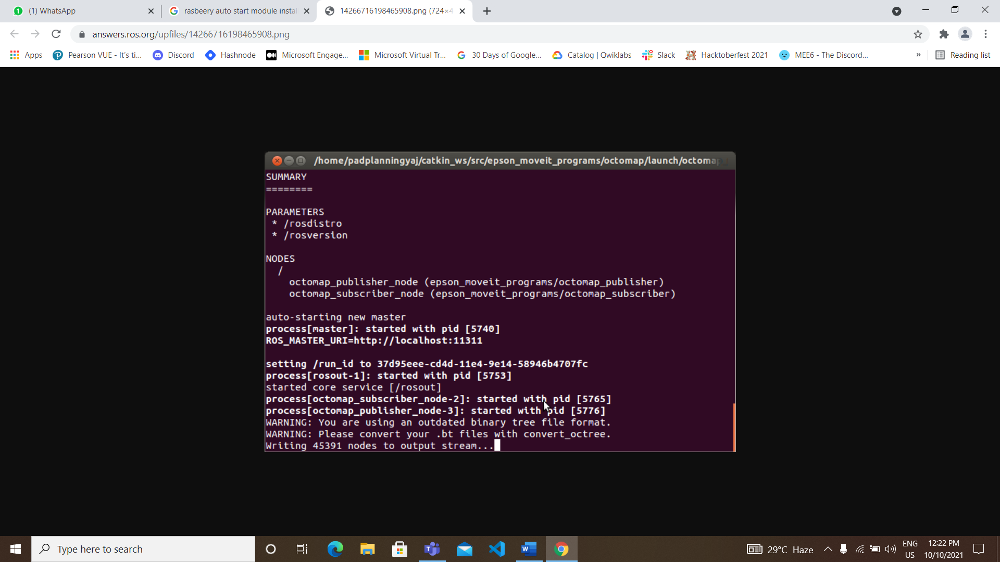 (1) WhatsApp
rasbeery auto start module instal
14266716198465908.png (724×4
answers.ros.org/upfiles/14266716198465908.png
Apps
Pearson VUE - It's ti...
Discord
Hashnode
Microsoft Engage...
Microsoft Virtual Tr...
30 Days of Google...
Catalog | Qwiklabs
Slack
Hacktoberfest 2021
MEE6 - The Discord...
»
Reading list
/home/padplanningyaj/catkin_ws/src/epson_moveit_programs/octomap/launch/octomap
SUMMARY
========
PARAMETERS
* /rosdistro
* /rosversion
NODES
/
octomap_publisher_node (epson_moveit_programs/octomap_publisher)
octomap_subscriber_node (epson_moveit_programs/octomap_subscriber)
auto-starting new master
process[master]: started with pid [5740]
ROS_MASTER_URI=http://localhost:11311
setting /run_id to 37d95eee-cd4d-11e4-9e14-58946b4707fc
process[rosout-1]: started with pid [5753]
started core service [/rosout]
process[octomap_subscriber_node-2]: started with pid [5765]
process[octomap_publisher_node-3]: started with pid [5776]
WARNING: You are using an outdated binary tree file format.
WARNING: Please convert your .bt files with convert_octree.
Writing 45391 nodes to output stream...
Type here to search
29°C Haze
ENG
US
12:22 PM
10/10/2021